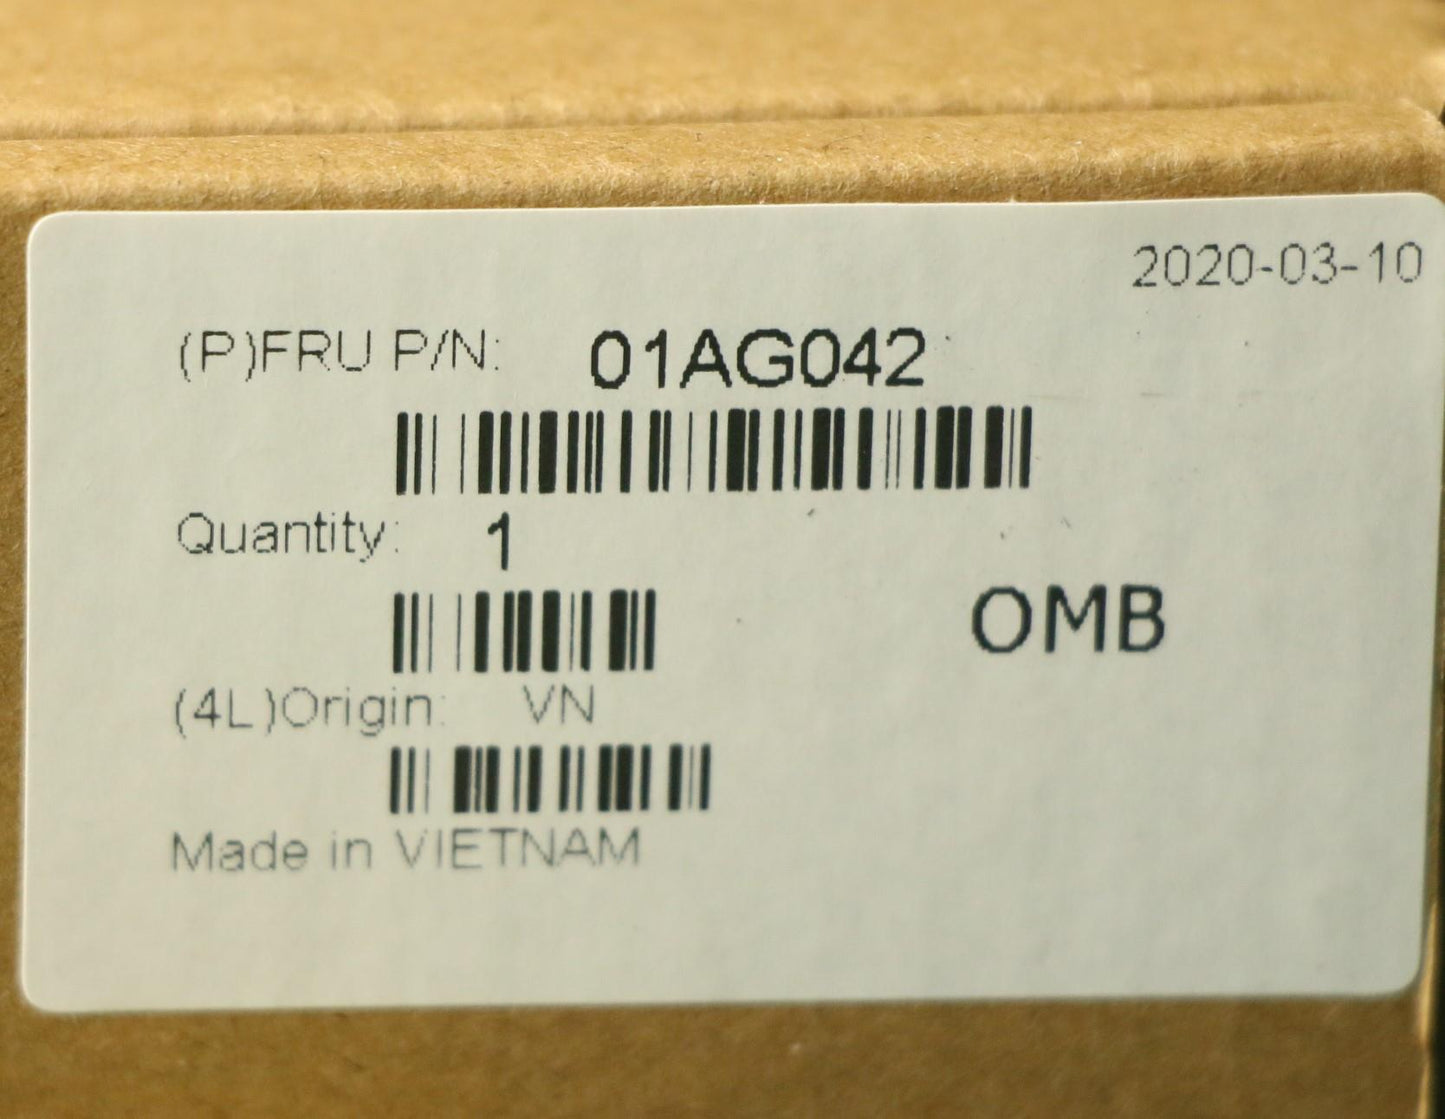 2020-03-10
(P)FRU P/N: 01AG042
Quantity: 1
OMB
(4L)Origin: VN
Made in VIETNAM